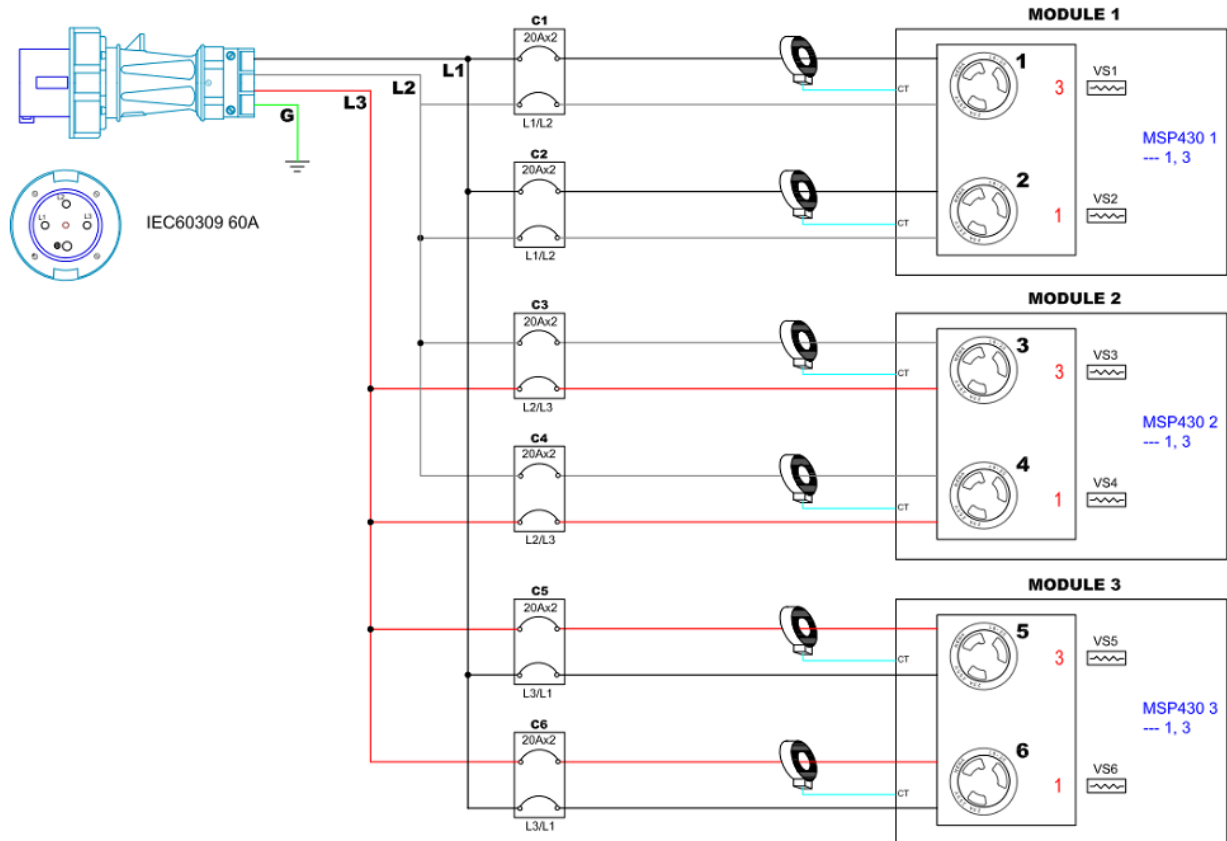 MODULE 1
C1
20Ax2
L1/L2
L1
L2
L3
G
CT
1
3
VS1
MSP430 1
--- 1, 3
C2
20Ax2
L1/L2
CT
2
1
VS2
L2
L1
L3
IEC60309 60A
MODULE 2
C3
20Ax2
L2/L3
CT
3
3
VS3
MSP430 2
--- 1, 3
C4
20Ax2
L2/L3
CT
4
1
VS4
MODULE 3
C5
20Ax2
L3/L1
CT
5
3
VS5
MSP430 3
--- 1, 3
C6
20Ax2
L3/L1
CT
6
1
VS6